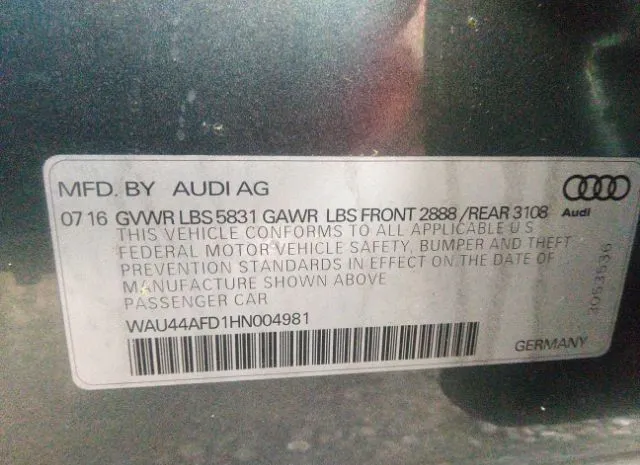 MFD. BY AUDI AG
07 16 GVWR LBS 5831 GAWR LBS FRONT 2888 /REAR 3108
Audi
THIS VEHICLE CONFORMS TO ALL APPLICABLE U S
FEDERAL MOTOR VEHICLE SAFETY, BUMPER AND THEFT
PREVENTION STANDARDS IN EFFECT ON THE DATE OF
MANUFACTURE SHOWN ABOVE
PASSENGER CAR
WAU44AFD1HN004981
GERMANY
3053536